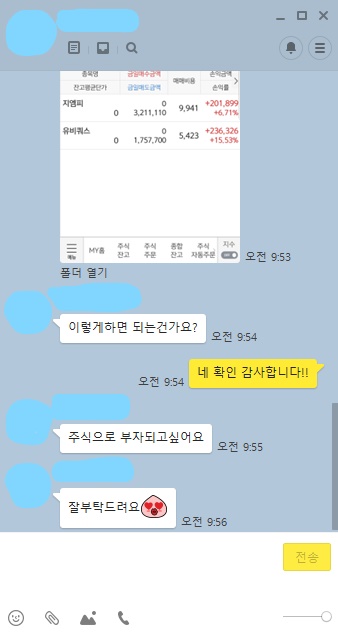 종목명 금일매수금액 매매비용 손익금액
잔고평균단가 금일매도금액 손익률
지엠피 0 9,941 +201,899
0 3,211,110 +6.71%
유비쿼스 0 5,423 +236,326
0 1,757,700 +15.53%
메뉴 MY홈 주식 잔고 주식 주문 종합 잔고 주식 자동주문 지수
오전 9:53
폴더 열기
이렇게하면 되는건가요?
오전 9:54
네 확인 감사합니다!!
오전 9:54
주식으로 부자되고싶어요
오전 9:55
잘부탁드려요
오전 9:56
전송